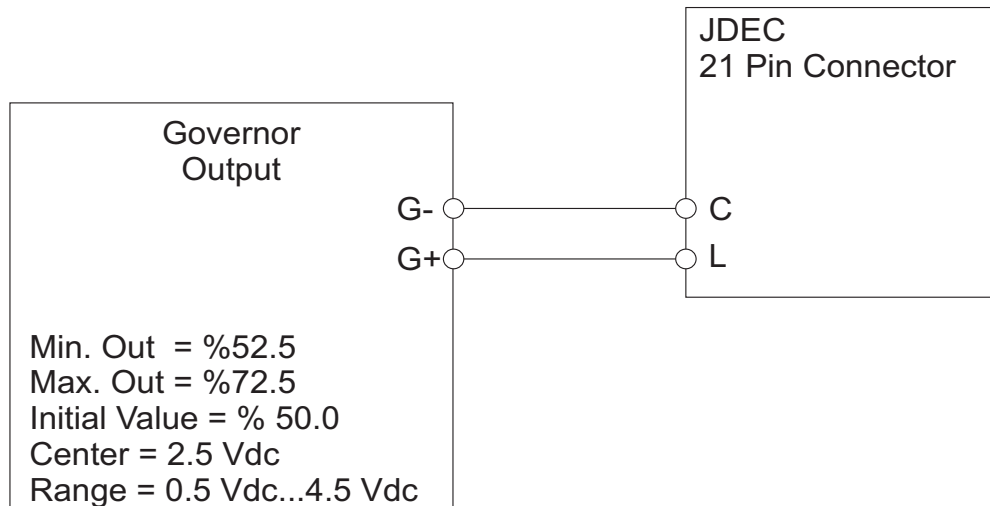 JDEC
21 Pin Connector
Governor
Output
G-
C
G+
L
Min. Out = %52.5
Max. Out = %72.5
Initial Value = % 50.0
Center = 2.5 Vdc
Range = 0.5 Vdc...4.5 Vdc